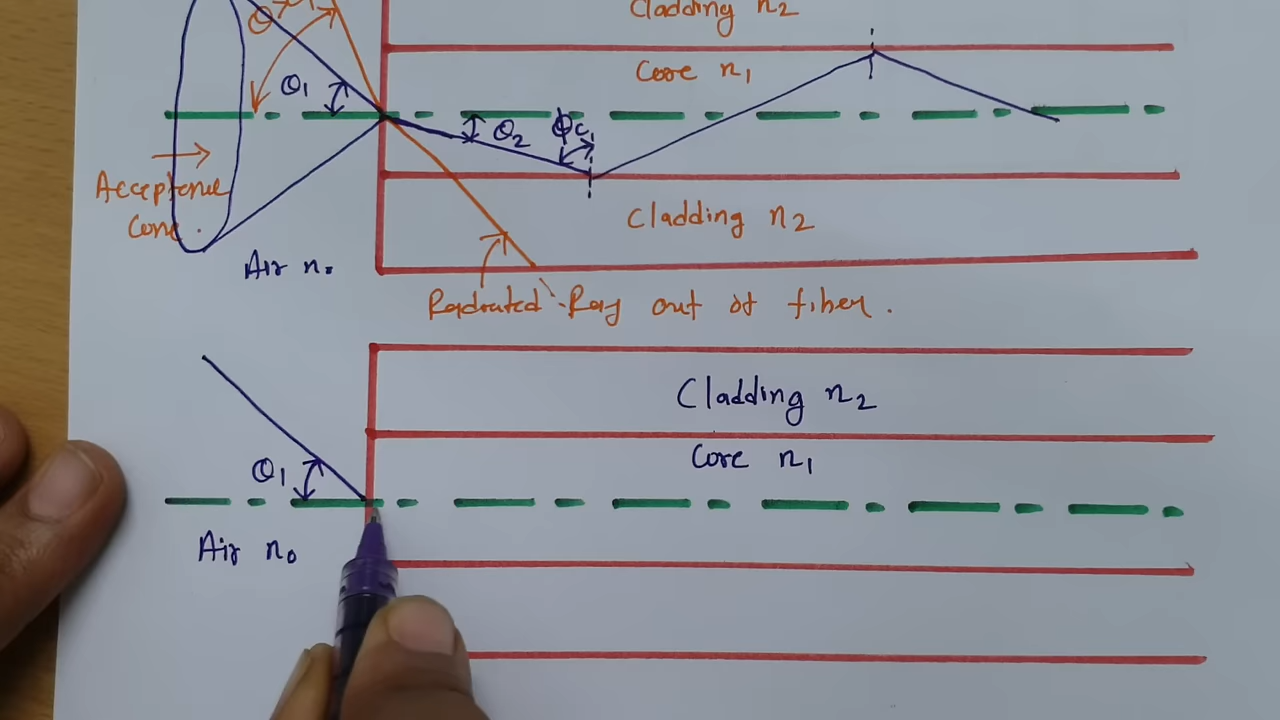 Cladding n2
Core n1
θ1
θ2
φc
Acceptance
Cone.
Cladding n2
Air n0
Radiated Ray out of fiber.
Cladding n2
Core n1
θ1
Air n0